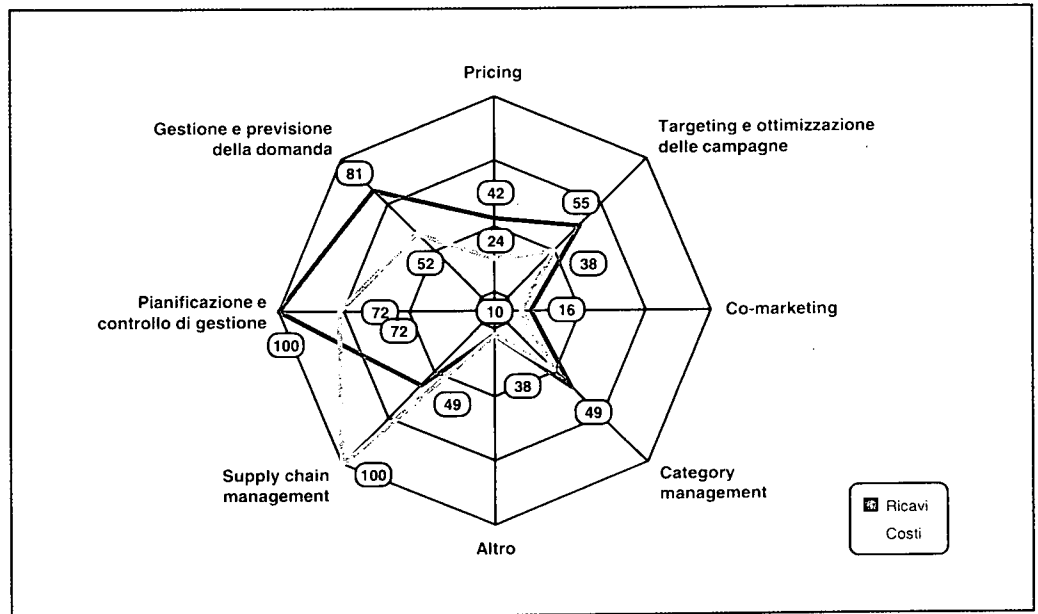 Pricing
Gestione e previsione
della domanda
Targeting e ottimizzazione
delle campagne
81
42
55
24
52
38
Pianificazione e
controllo di gestione
72
10
16
Co-marketing
72
100
49
38
49
Supply chain
management
100
Category
management
Altro
Ricavi
Costi